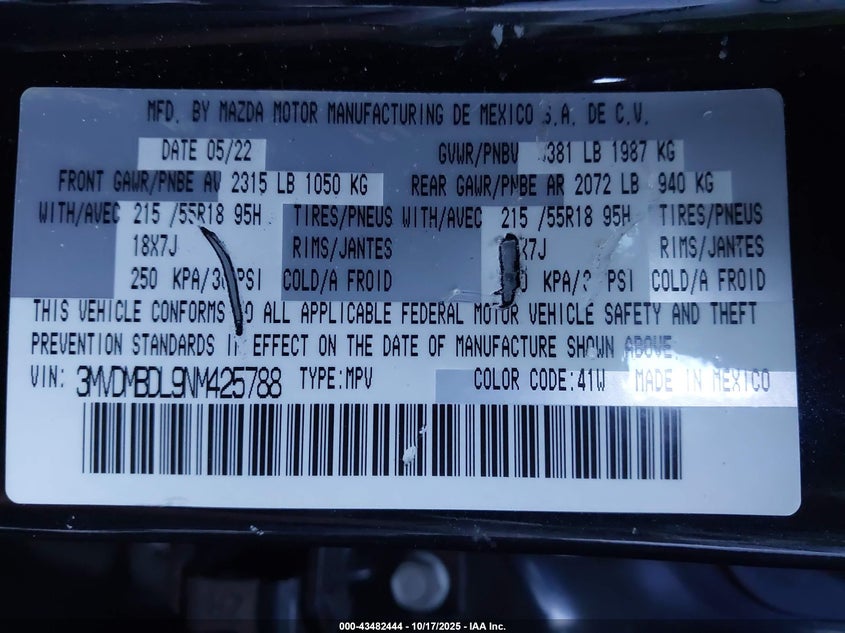 MFD. BY MAZDA MOTOR MANUFACTURING DE MEXICO S.A. DE C.V.
DATE 05/22 GVWR/PNBV 381 LB 1987 KG
FRONT GAWR/PNBE AV 2315 LB 1050 KG REAR GAWR/PNBE AR 2072 LB 940 KG
WITH/AVEC 215 /55R18 95H TIRES/PNEUS WITH/AVEC 215 /55R18 95H TIRES/PNEUS
18X7J RIMS/JANTES X7J RIMS/JANTES
250 KPA/3 PSI COLD/A FROID KPA/3 PSI COLD/A FROID
THIS VEHICLE CONFORMS TO ALL APPLICABLE FEDERAL MOTOR VEHICLE SAFETY AND THEFT
PREVENTION STANDARDS IN EFFECT ON THE DATE OF MANUFACTURE SHOWN ABOVE.
VIN: 3MVDMBDL9NM425788 TYPE:MPV COLOR CODE:41W MADE IN MEXICO
000-43482444 - 10/17/2025 - IAA Inc.